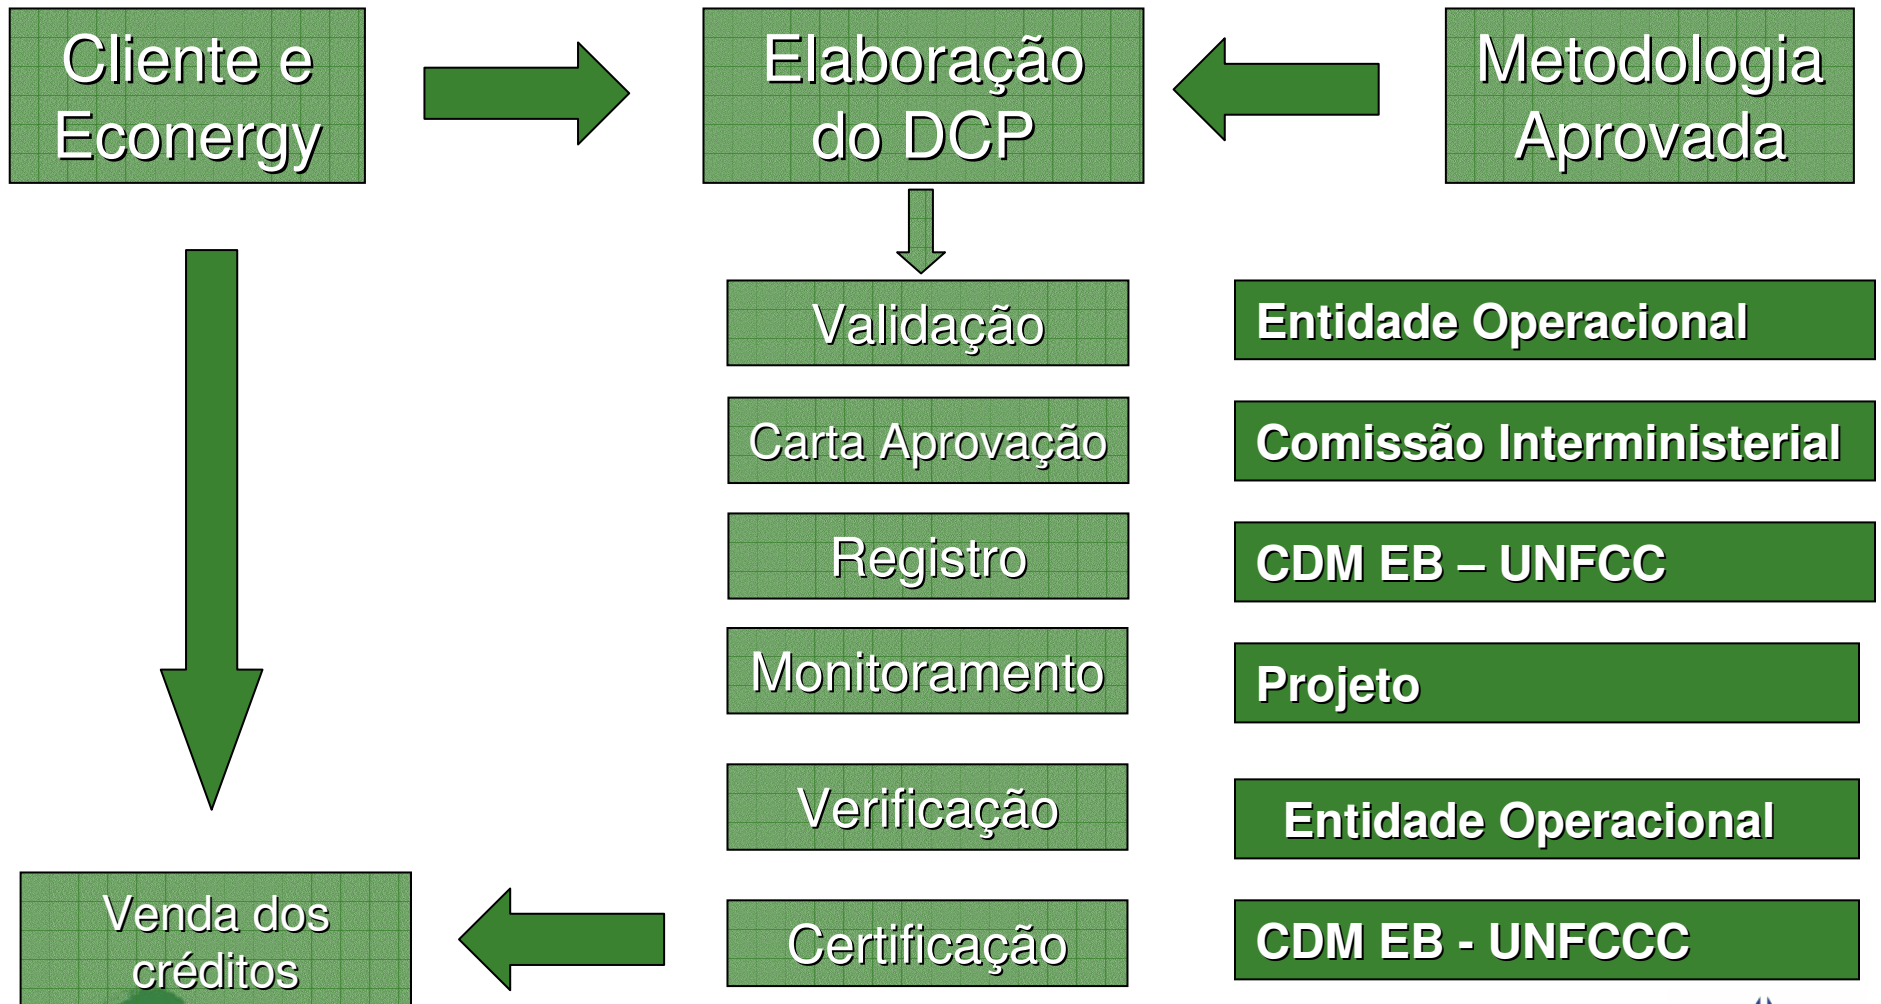 Cliente e
Econergy
Elaboração
do DCP
Metodologia
Aprovada
Validação
Entidade Operacional
Carta Aprovação
Comissão Interministerial
Registro
CDM EB – UNFCC
Monitoramento
Projeto
Verificação
Entidade Operacional
Venda dos
créditos
Certificação
CDM EB - UNFCCC